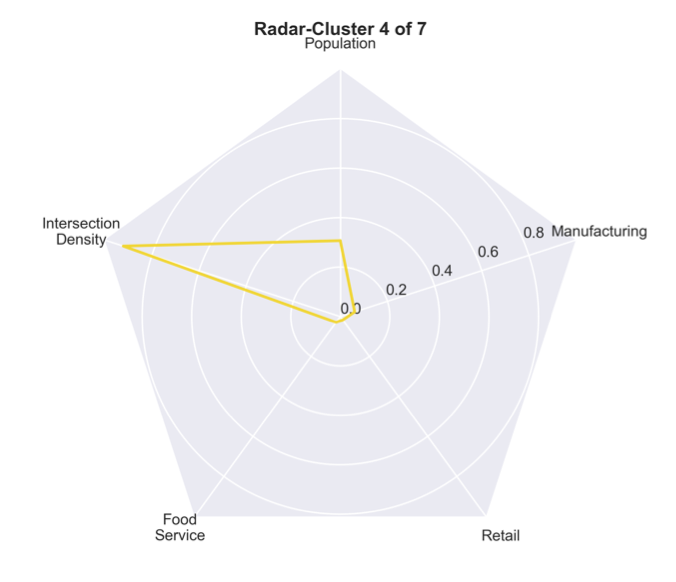 Radar-Cluster 4 of 7
Population
Intersection
Density
0.8 Manufacturing
0.6
0.4
0.2
0.0
Food
Service
Retail